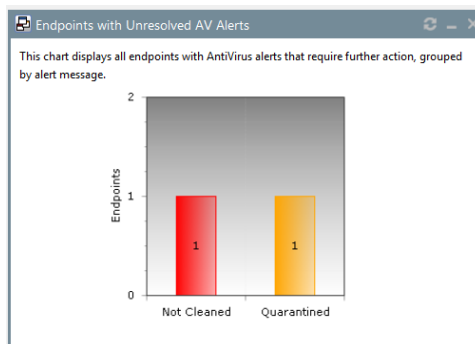 Endpoints with Unresolved AV Alerts
This chart displays all endpoints with AntiVirus alerts that require further action, grouped
by alert message.
2
1
0
Endpoints
1
1
Not Cleaned
Quarantined